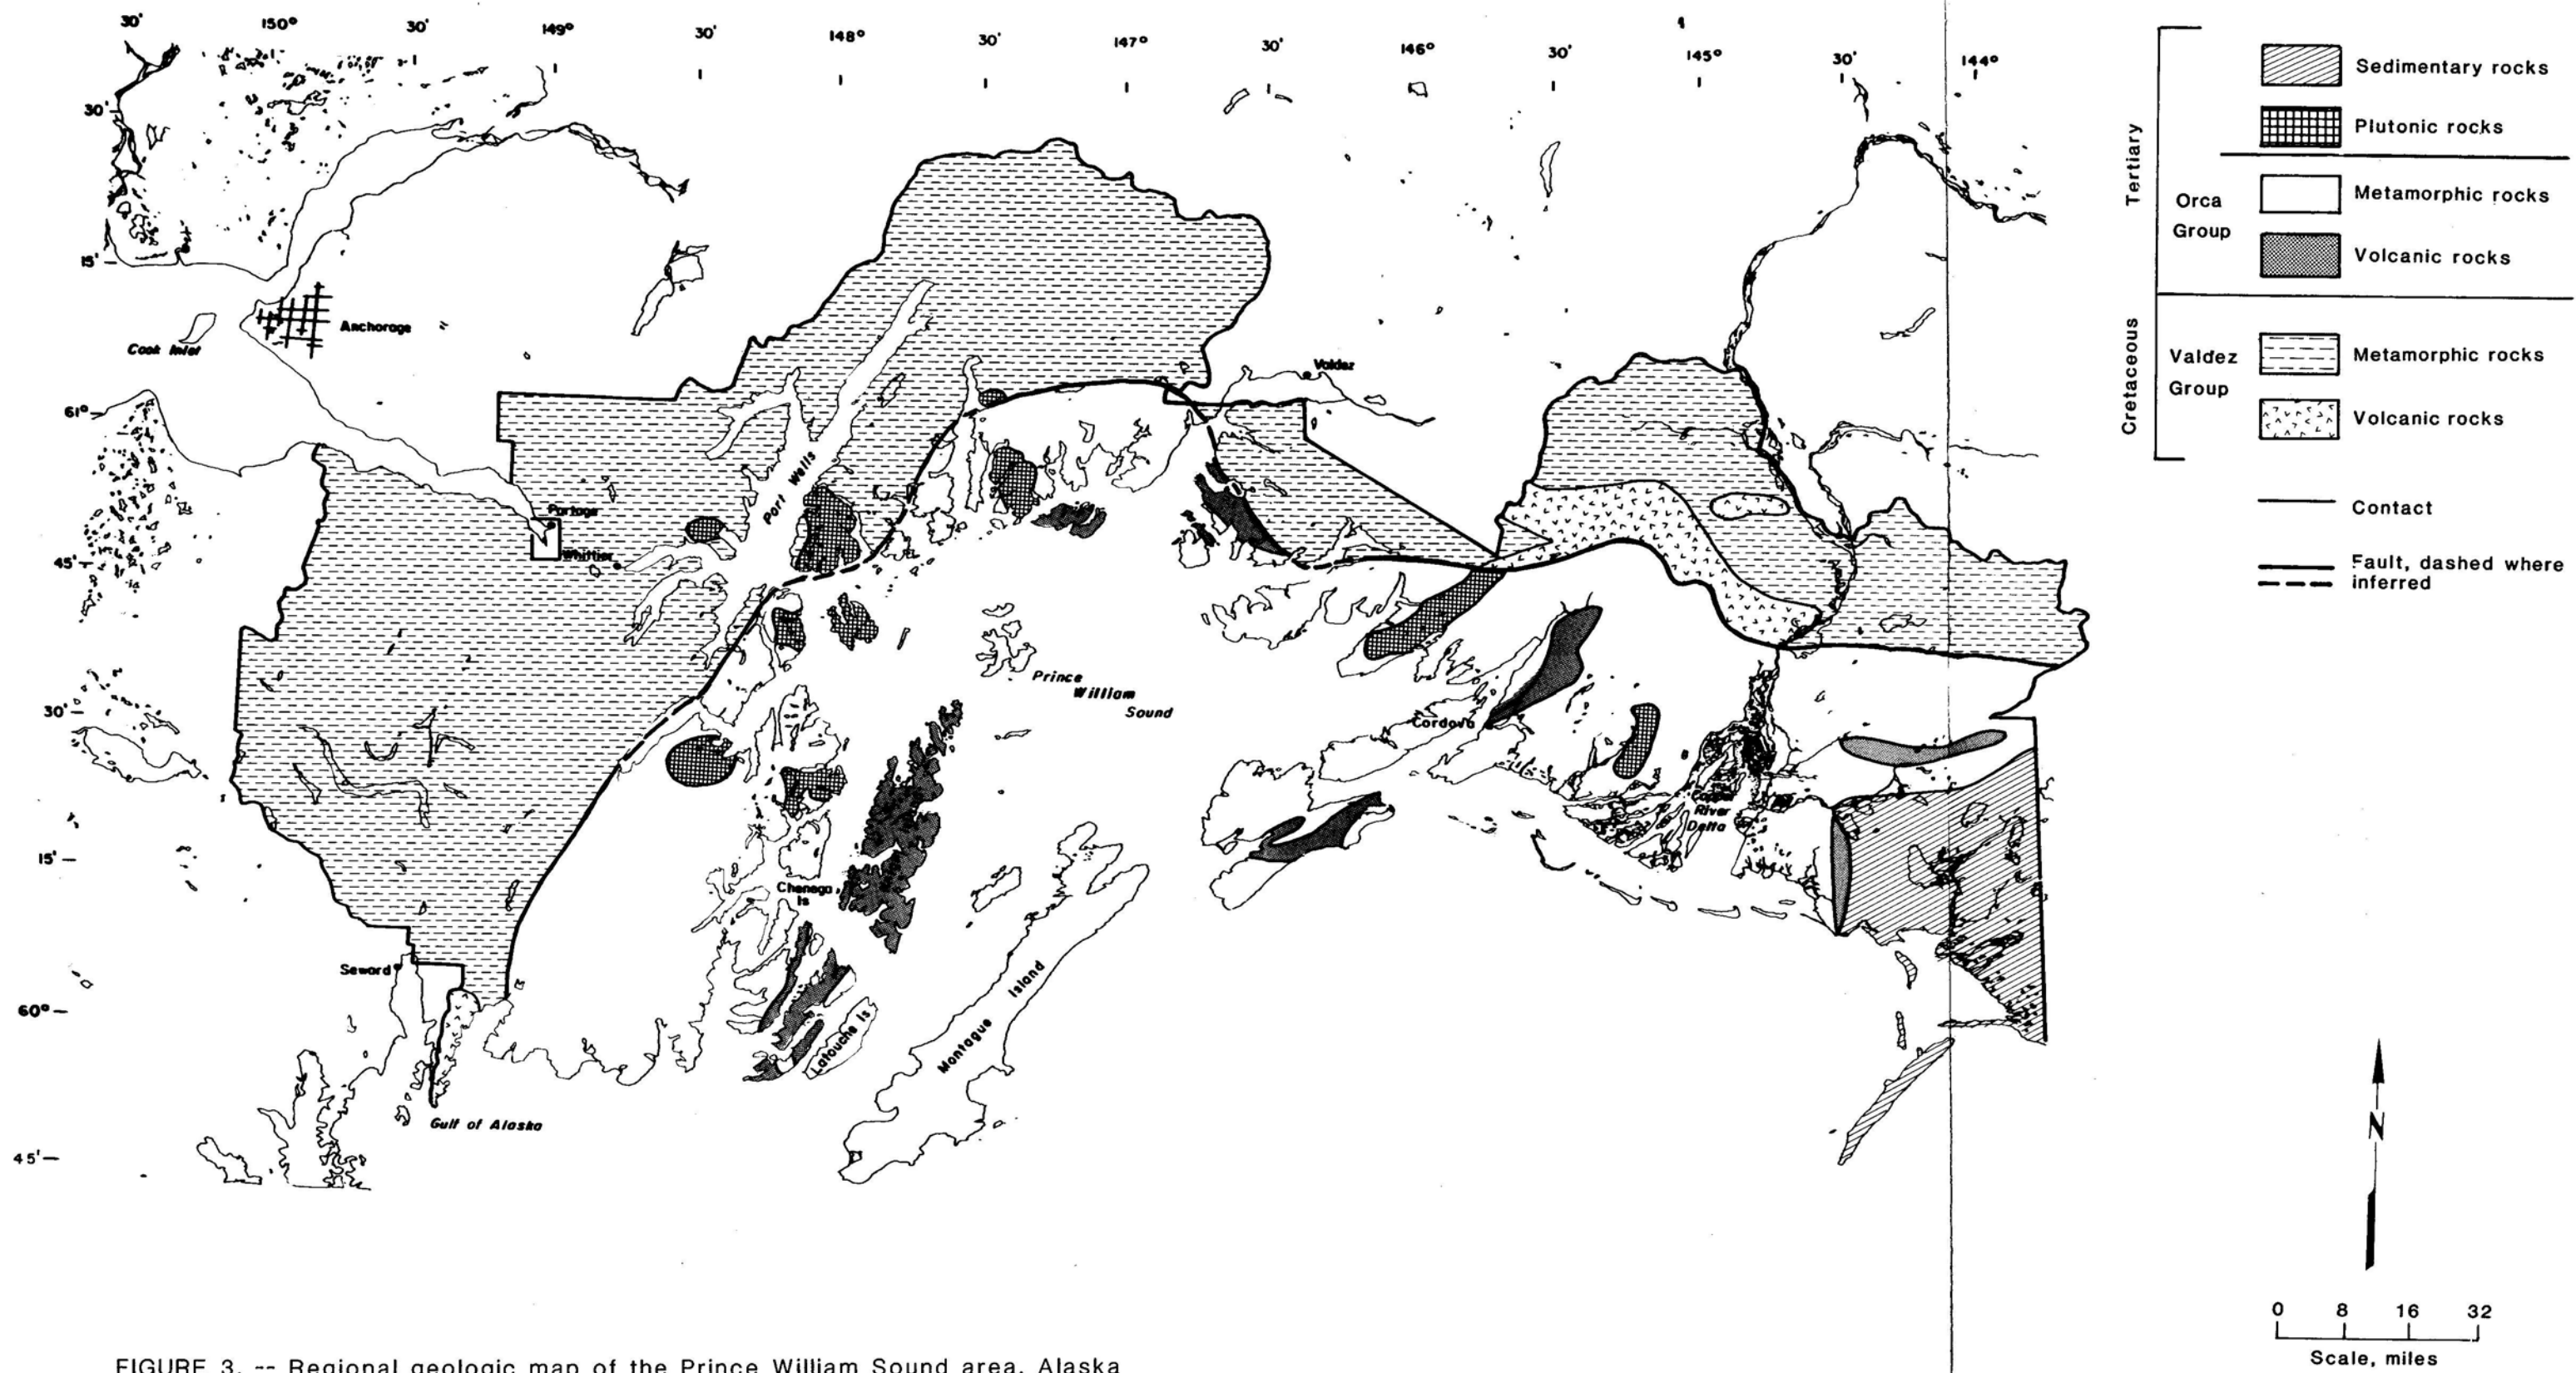 30' 150° 30' 149° 30' 148° 30' 147° 30' 146° 30' 145° 30' 144°
30'
15'
61°
45'
30'
15'
60°
45'
Anchorage
Cook Inlet
Valdez
Port Wells
Portage
Whittier
Prince
William
Sound
Cordova
Copper
River
Delta
Chenega
Is
Latouche Is
Montague Island
Seward
Gulf of Alaska
Tertiary
Cretaceous
Orca
Group
Valdez
Group
Sedimentary rocks
Plutonic rocks
Metamorphic rocks
Volcanic rocks
Metamorphic rocks
Volcanic rocks
Contact
Fault, dashed where
inferred
N
0 8 16 32
Scale, miles
FIGURE 3. -- Regional geologic map of the Prince William Sound area, Alaska